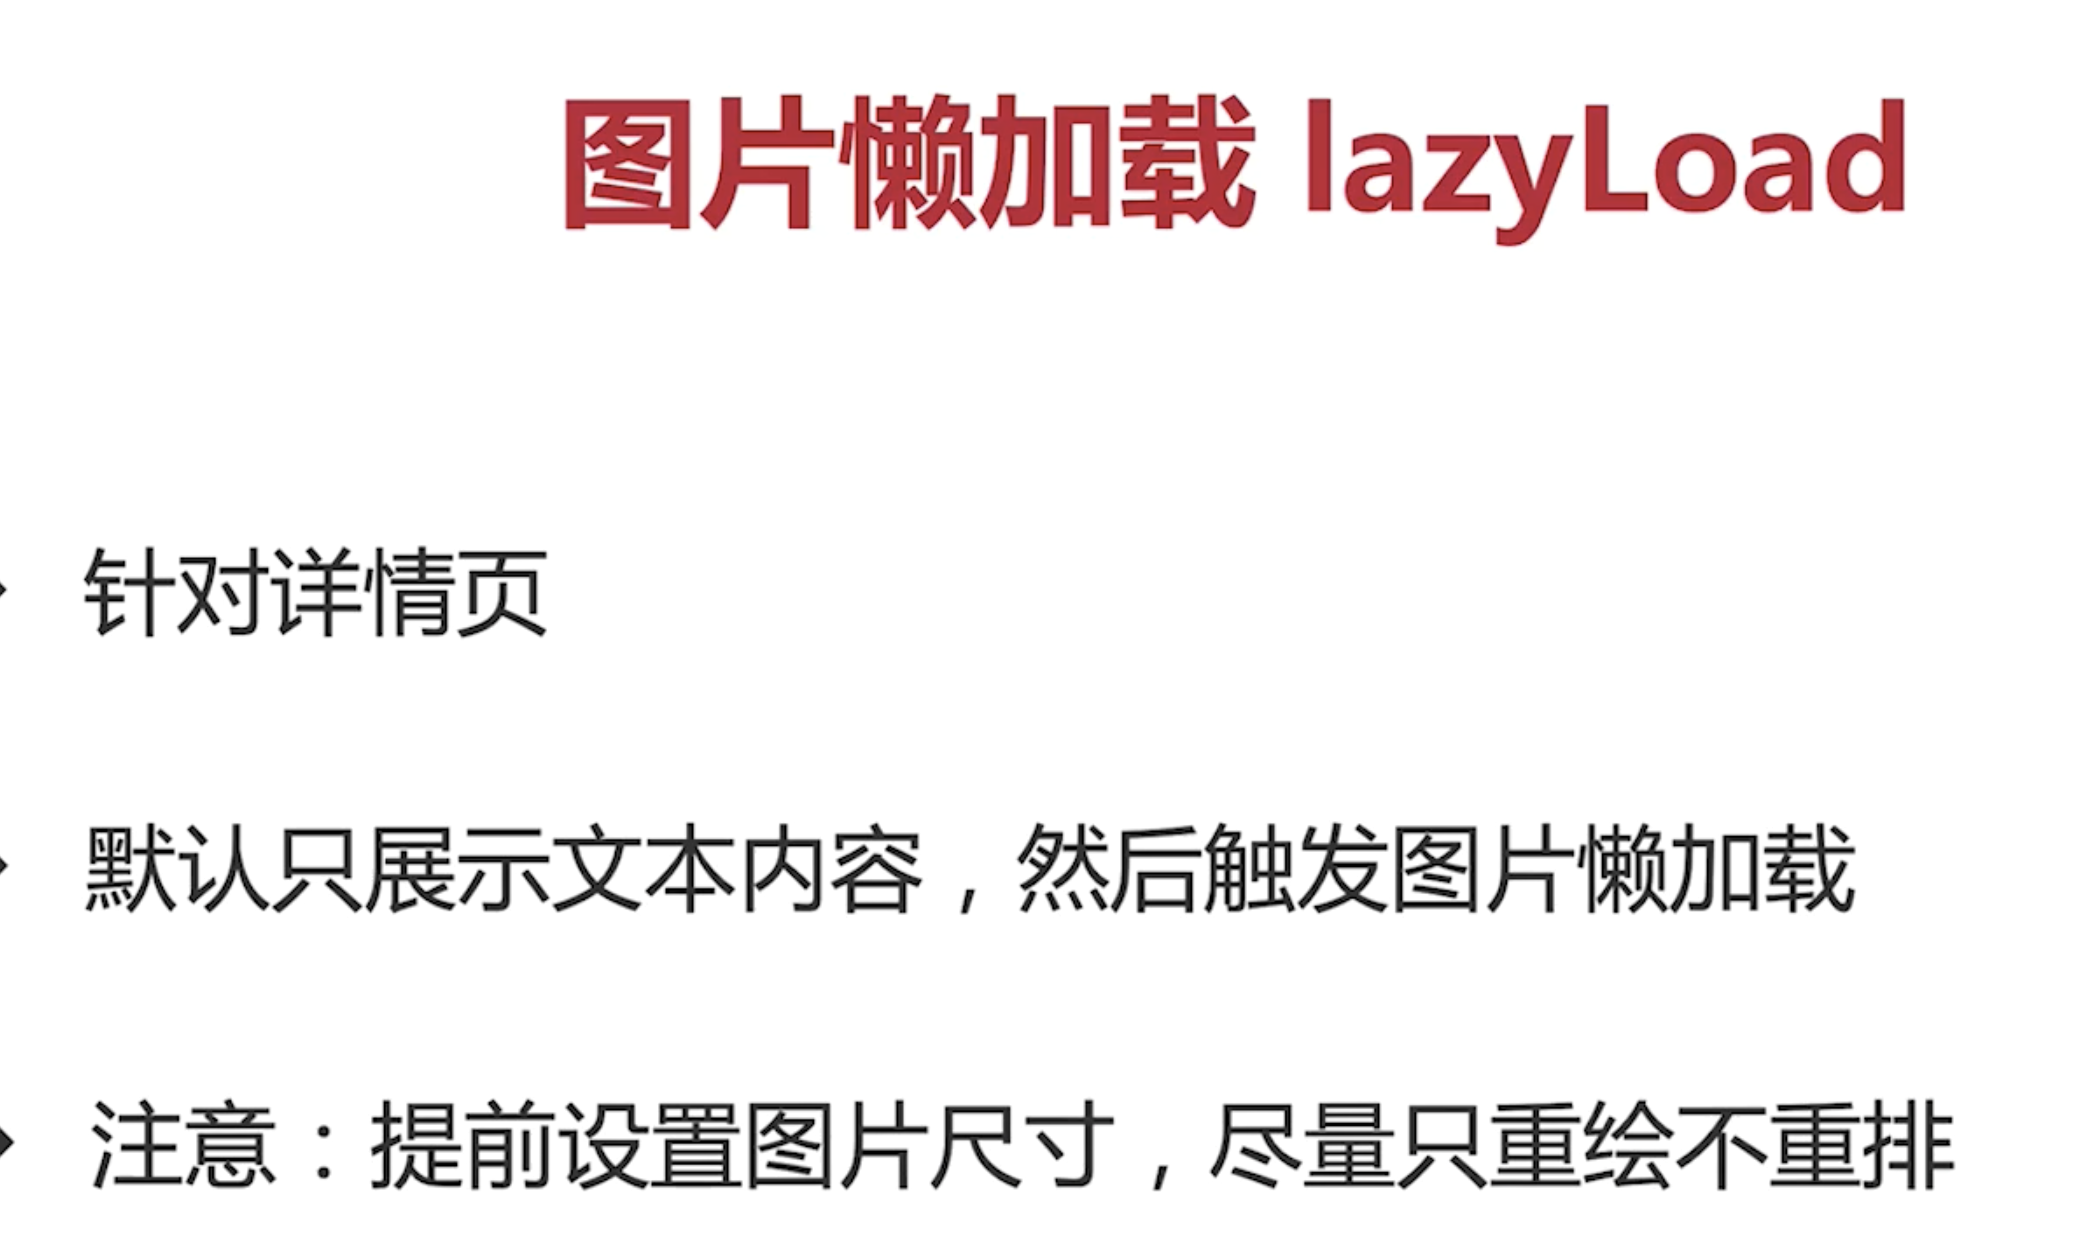 图片懒加载 lazyLoad
针对详情页
默认只展示文本内容，然后触发图片懒加载
注意：提前设置图片尺寸，尽量只重绘不重排